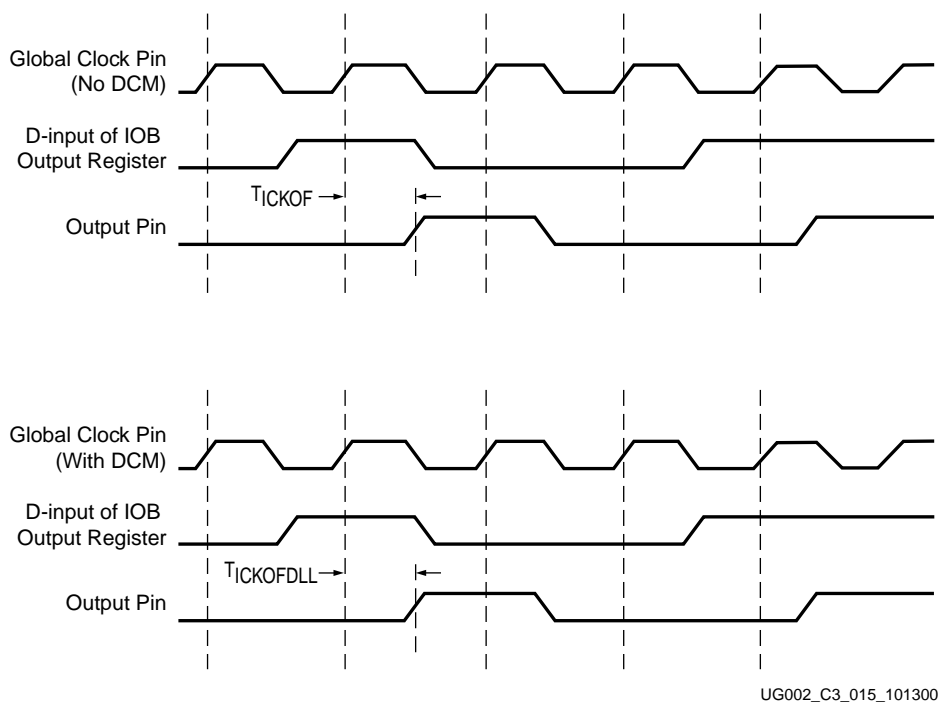 Global Clock Pin
(No DCM)
D-input of IOB
Output Register
TICKOF
Output Pin
Global Clock Pin
(With DCM)
D-input of IOB
Output Register
TICKOFDLL
Output Pin
UG002_C3_015_101300